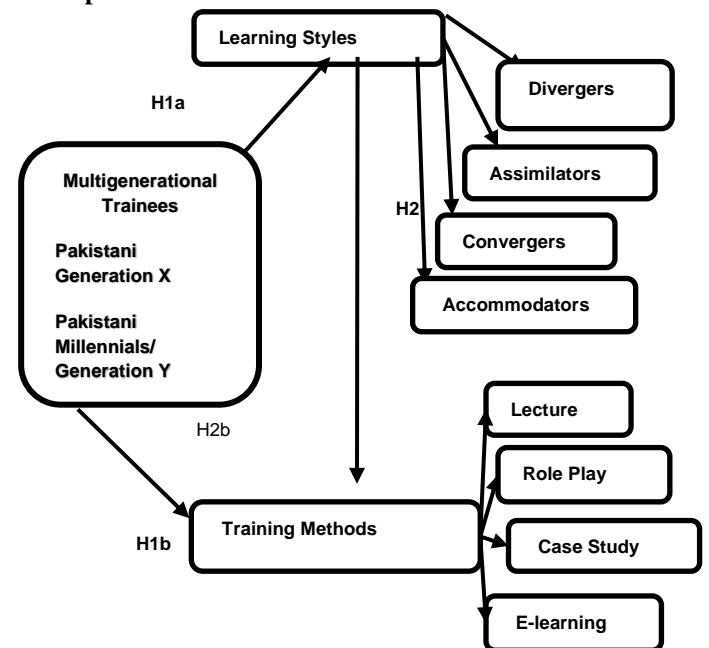 Learning Styles
Divergers
H1a
Assimilators
Multigenerational
Trainees
H2
Convergers
Pakistani
Generation X
Accommodators
Pakistani
Millennials/
Generation Y
Lecture
H2b
Role Play
Training Methods
H1b
Case Study
E-learning